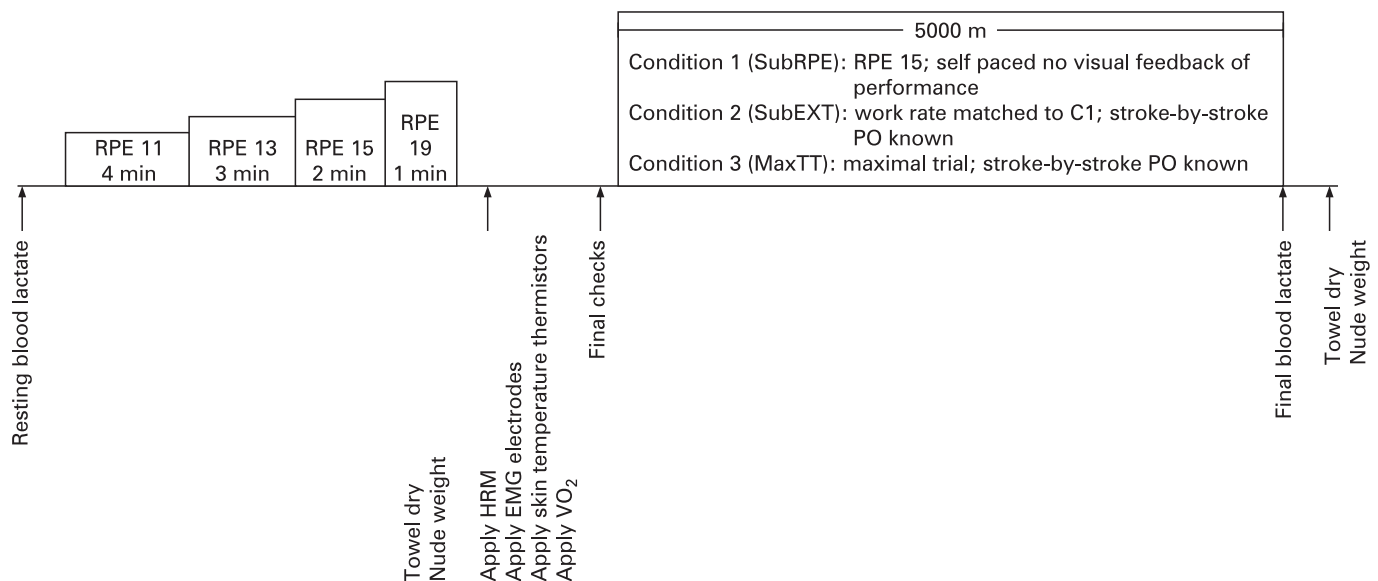 RPE 11
4 min
RPE 13
3 min
RPE 15
2 min
RPE
19
1 min
5000 m
Condition 1 (SubRPE): RPE 15; self paced no visual feedback of
performance
Condition 2 (SubEXT): work rate matched to C1; stroke-by-stroke
PO known
Condition 3 (MaxTT): maximal trial; stroke-by-stroke PO known
Resting blood lactate
Towel dry
Nude weight
Apply HRM
Apply EMG electrodes
Apply skin temperature thermistors
Apply VO₂
Final checks
Final blood lactate
Towel dry
Nude weight